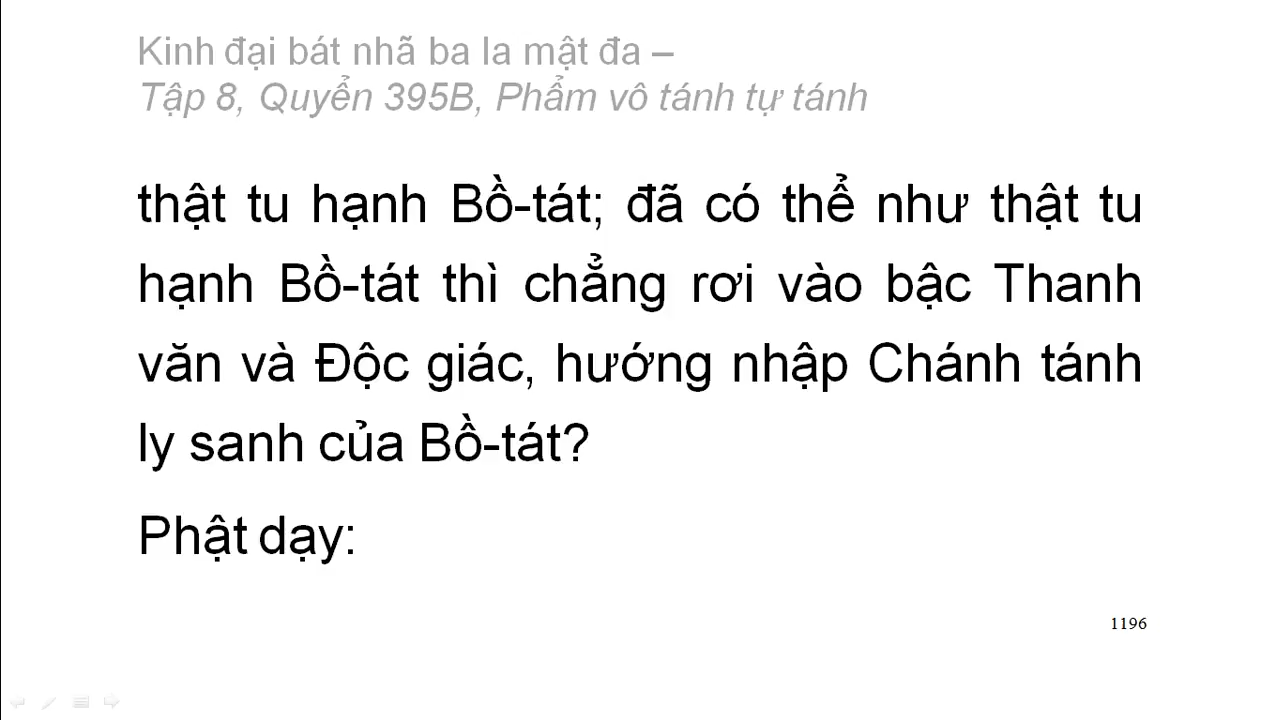 Kinh đại bát nhã ba la mật đa –
Tập 8, Quyển 395B, Phẩm vô tánh tự tánh
thật tu hạnh Bồ-tát; đã có thể như thật tu
hạnh Bồ-tát thì chẳng rơi vào bậc Thanh
văn và Độc giác, hướng nhập Chánh tánh
ly sanh của Bồ-tát?
Phật dạy:
1196